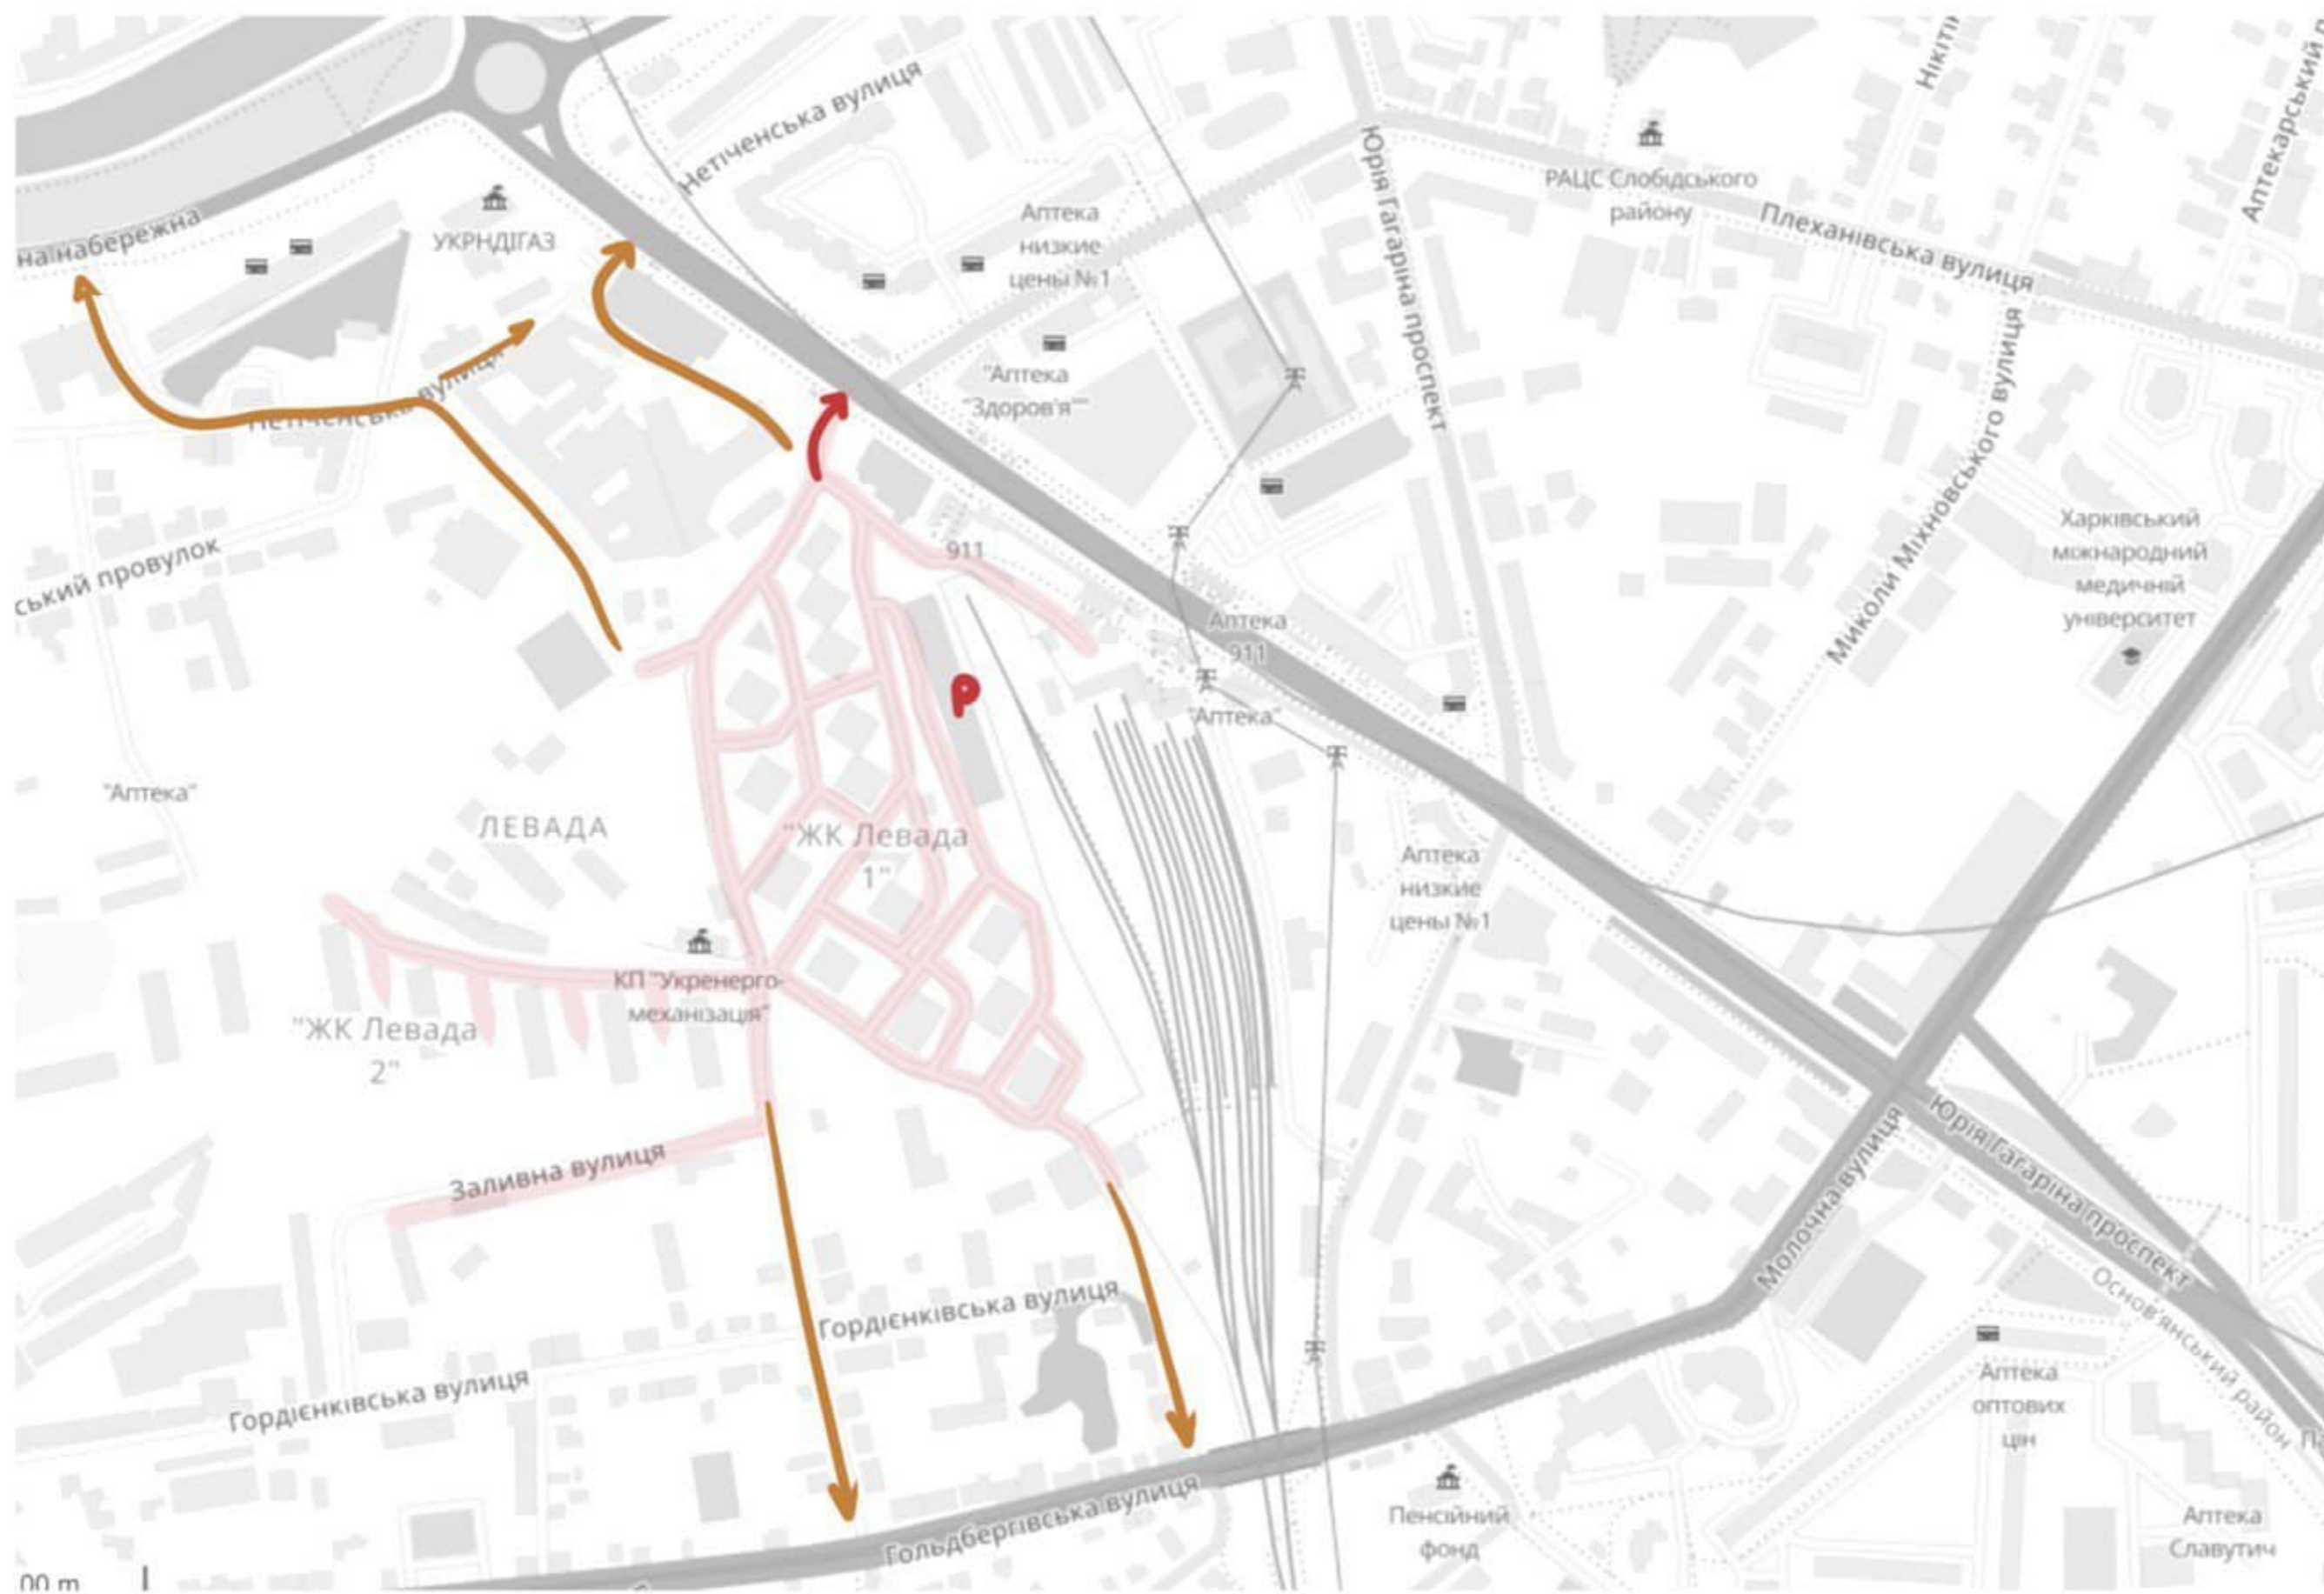 Нетіченська вулиця
Юрія Гагаріна проспект
РАЦС Слобідського
району
Плеханівська вулиця
УКРНДІГАЗ
Аптека
низкие
цены №1
"Аптека
"Здоров'я""
Нетіченська вулиця
911
ський провулок
Миколи Міхновського вулиця
Харківський
міжнародний
медичній
університет
Аптека
911
"Аптека"
P
"Аптека"
ЛЕВАДА
"ЖК Левада
1"
Аптека
низкие
цены №1
КП "Укренерго-
механізація"
"ЖК Левада
2"
Заливна вулиця
Юрія Гагаріна проспект
Молочна вулиця
Основ'янський район
Гордієнківська вулиця
Гордієнківська вулиця
Аптека
оптових
цін
Гольдбергівська вулиця
Пенсійний
фонд
Аптека
Славутич
00 m